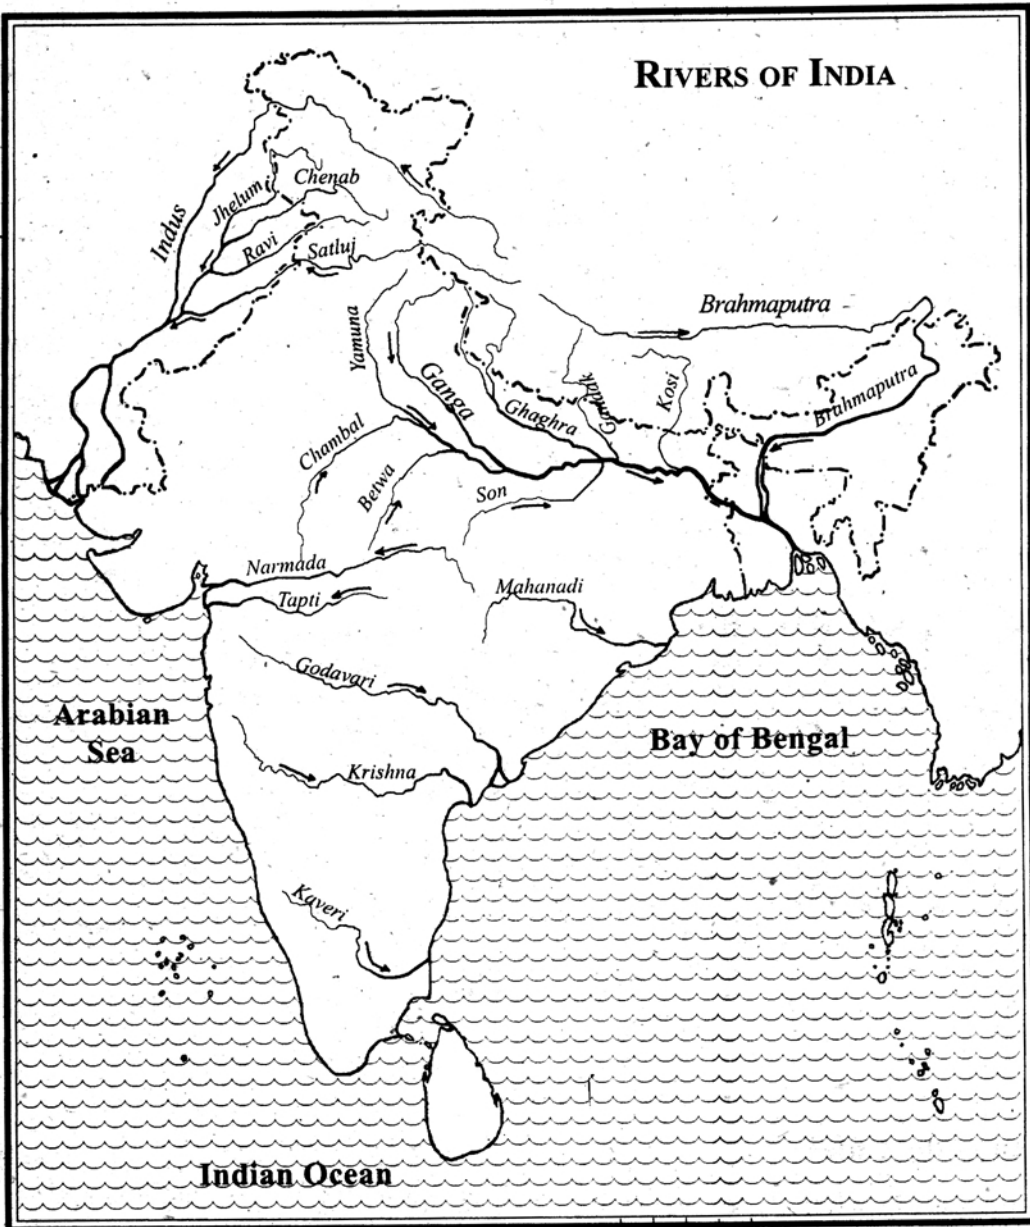 RIVERS OF INDIA
Indus
Jhelum
Chenab
Ravi
Satluj
Brahmaputra
Yamuna
Ganga
Ghaghra
Gandak
Kosi
Brahmaputra
Chambal
Betwa
Son
Narmada
Tapti
Mahanadi
Godavari
Arabian
Sea
Bay of Bengal
Krishna
Kaveri
Indian Ocean